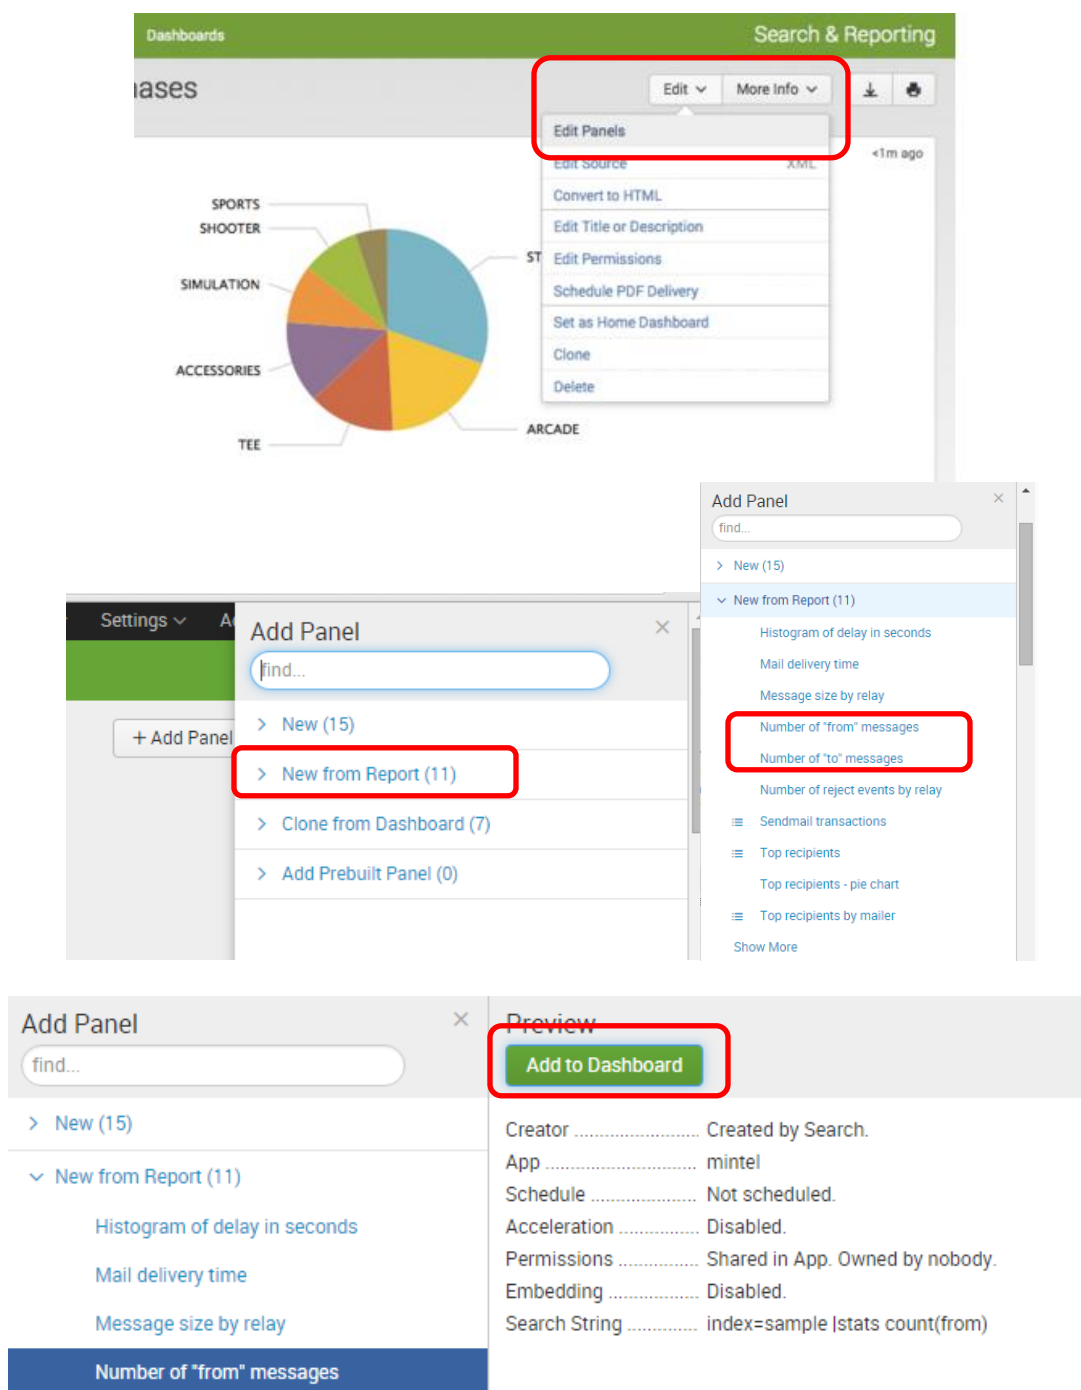 Dashboards
Search & Reporting
Edit
More Info
Edit Panels
<1m ago
Edit Source
XML
Convert to HTML
Edit Title or Description
Edit Permissions
Schedule PDF Delivery
Set as Home Dashboard
Clone
Delete
SPORTS
SHOOTER
ST
SIMULATION
ACCESSORIES
ARCADE
TEE
Add Panel
find...
New (15)
New from Report (11)
Histogram of delay in seconds
Mail delivery time
Message size by relay
Number of "from" messages
Number of "to" messages
Number of reject events by relay
Sendmail transactions
Top recipients
Top recipients - pie chart
Top recipients by mailer
Show More
Settings
Add Panel
find...
+ Add Panel
New (15)
New from Report (11)
Clone from Dashboard (7)
Add Prebuilt Panel (0)
Add Panel
find...
New (15)
New from Report (11)
Histogram of delay in seconds
Mail delivery time
Message size by relay
Number of "from" messages
Preview
Add to Dashboard
Creator ......................... Created by Search.
App .............................. mintel
Schedule ..................... Not scheduled.
Acceleration ................ Disabled.
Permissions ................ Shared in App. Owned by nobody.
Embedding .................. Disabled.
Search String .............. index=sample |stats count(from)